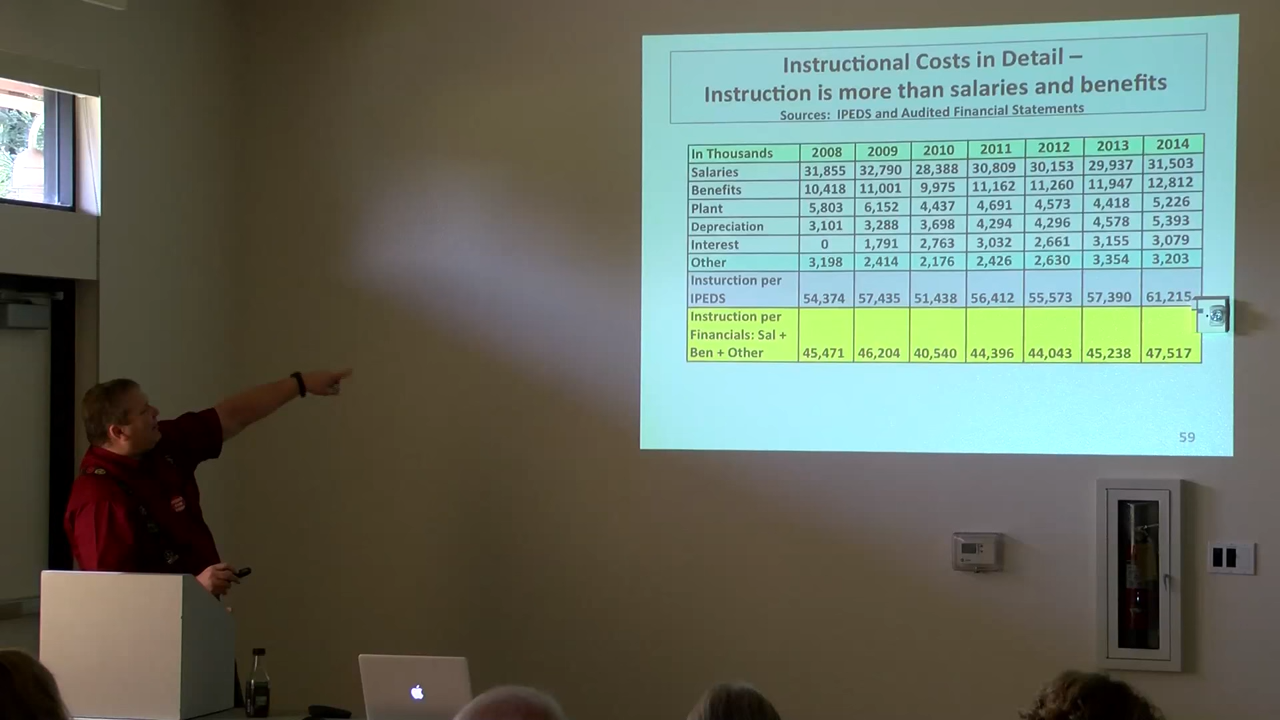 Instructional Costs in Detail –
Instruction is more than salaries and benefits
Sources: IPEDS and Audited Financial Statements
In Thousands 2008 2009 2010 2011 2012 2013 2014
Salaries 31,855 32,790 28,388 30,809 30,153 29,937 31,503
Benefits 10,418 11,001 9,975 11,162 11,260 11,947 12,812
Plant 5,803 6,152 4,437 4,691 4,573 4,418 5,226
Depreciation 3,101 3,288 3,698 4,294 4,296 4,578 5,393
Interest 0 1,791 2,763 3,032 2,661 3,155 3,079
Other 3,198 2,414 2,176 2,426 2,630 3,354 3,203
Insturction per
IPEDS 54,374 57,435 51,438 56,412 55,573 57,390 61,215
Instruction per
Financials: Sal +
Ben + Other 45,471 46,204 40,540 44,396 44,043 45,238 47,517
59